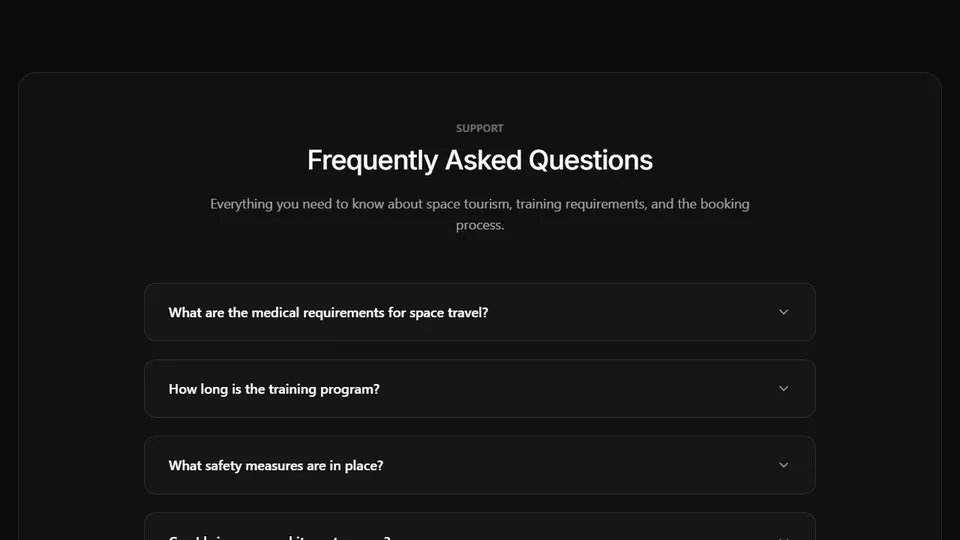 SUPPORT
Frequently Asked Questions
Everything you need to know about space tourism, training requirements, and the booking
process.
What are the medical requirements for space travel?
How long is the training program?
What safety measures are in place?